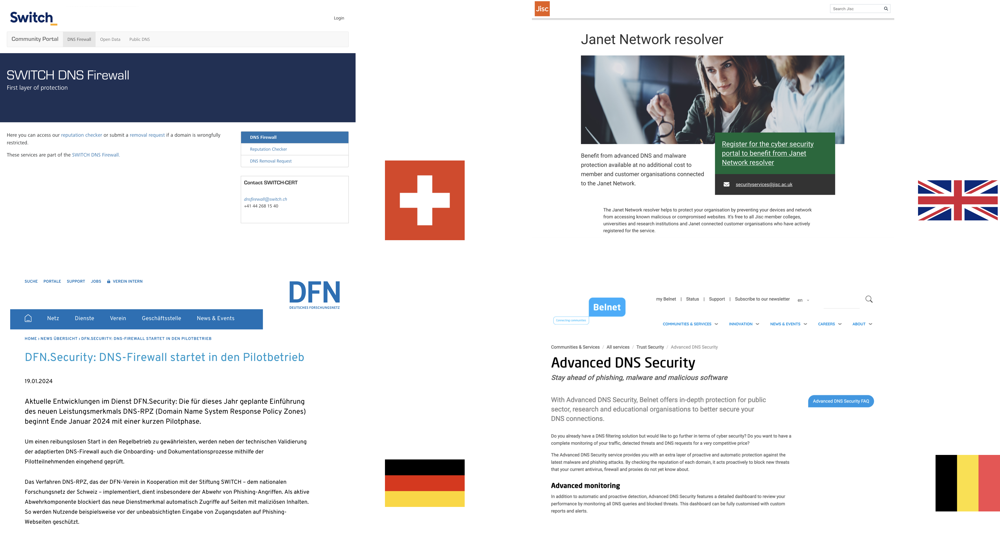 Switch
Login
Community Portal
DNS Firewall
Open Data
Public DNS
SWITCH DNS Firewall
First layer of protection
Here you can access our reputation checker or submit a removal request if a domain is wrongfully
restricted.
These services are part of the SWITCH DNS Firewall.
DNS Firewall
Reputation Checker
DNS Removal Request
Contact SWITCH-CERT
dnsfirewall@switch.ch
+41 44 268 15 40
Jisc
Search Jisc
Janet Network resolver
Benefit from advanced DNS and malware
protection available at no additional cost to
member and customer organisations connected
to the Janet Network.
Register for the cyber security
portal to benefit from Janet
Network resolver
securityservices@jisc.ac.uk
The Janet Network resolver helps to protect your organisation by preventing your devices and network
from accessing known malicious or compromised websites. It's free to all Jisc member colleges,
universities and research institutions and Janet connected customer organisations who have actively
registered for the service.
SUCHE PORTALE SUPPORT JOBS VEREIN INTERN
DFN
DEUTSCHES FORSCHUNGSNETZ
Netz Dienste Verein Geschäftsstelle News & Events
HOME › NEWS ÜBERSICHT › DFN.SECURITY: DNS-FIREWALL STARTET IN DEN PILOTBETRIEB
DFN.Security: DNS-Firewall startet in den Pilotbetrieb
19.01.2024
Aktuelle Entwicklungen im Dienst DFN.Security: Die für dieses Jahr geplante Einführung
des neuen Leistungsmerkmals DNS-RPZ (Domain Name System Response Policy Zones)
beginnt Ende Januar 2024 mit einer kurzen Pilotphase.
Um einen reibungslosen Start in den Regelbetrieb zu gewährleisten, werden neben der technischen Validierung
der adaptierten DNS-Firewall auch die Onboarding- und Dokumentationsprozesse mithilfe der
Pilotteilnehmenden eingehend geprüft.
Das Verfahren DNS-RPZ, das der DFN-Verein in Kooperation mit der Stiftung SWITCH – dem nationalen
Forschungsnetz der Schweiz – implementiert, dient insbesondere der Abwehr von Phishing-Angriffen. Als aktive
Abwehrkomponente blockiert das neue Dienstmerkmal automatisch Zugriffe auf Seiten mit maliziösen Inhalten.
So werden Nutzende beispielsweise vor der unbeabsichtigten Eingabe von Zugangsdaten auf Phishing-
Webseiten geschützt.
Belnet
Connecting communities
my Belnet | Status | Support | Subscribe to our newsletter en
COMMUNITIES & SERVICES INNOVATION NEWS & EVENTS CAREERS ABOUT
Communities & Services / All services / Trust Security / Advanced DNS Security
Advanced DNS Security
Stay ahead of phishing, malware and malicious software
With Advanced DNS Security, Belnet offers in-depth protection for public
sector, research and educational organisations to better secure your
DNS connections.
Advanced DNS Security FAQ
Do you already have a DNS filtering solution but would like to go further in terms of cyber security? Do you want to have a
complete monitoring of your traffic, detected threats and DNS requests for a very competitive price?
The Advanced DNS Security service provides you with an extra layer of proactive and automatic protection against the
latest malware and phishing attacks. By checking the reputation of each domain, it acts proactively to block new threats
that your current antivirus, firewall and proxies do not yet know about.
Advanced monitoring
In addition to automatic and proactive detection, Advanced DNS Security features a detailed dashboard to review your
performance by monitoring all DNS queries and blocked threats. This dashboard can be fully customised with custom
reports and alerts.